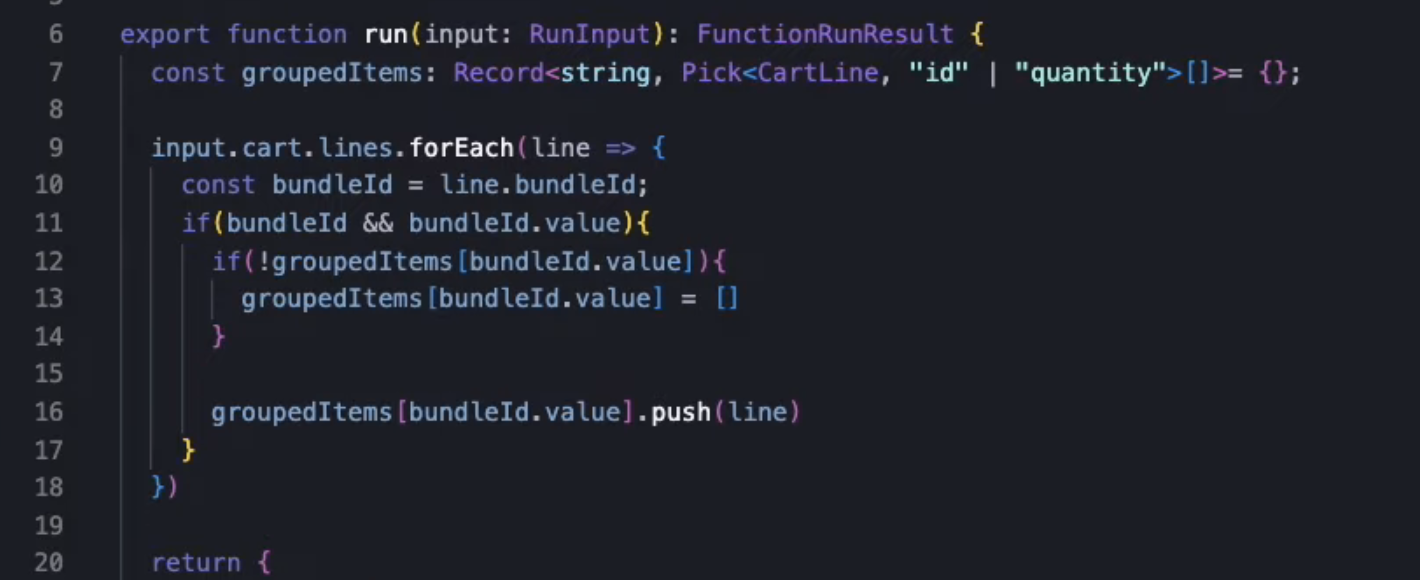 6 export function run(input: RunInput): FunctionRunResult {
7 const groupedItems: Record<string, Pick<CartLine, "id" | "quantity">[]>= {};
8
9 input.cart.lines.forEach(line => {
10 const bundleId = line.bundleId;
11 if(bundleId && bundleId.value){
12 if(!groupedItems[bundleId.value]){
13 groupedItems[bundleId.value] = []
14 }
15
16 groupedItems[bundleId.value].push(line)
17 }
18 })
19
20 return {